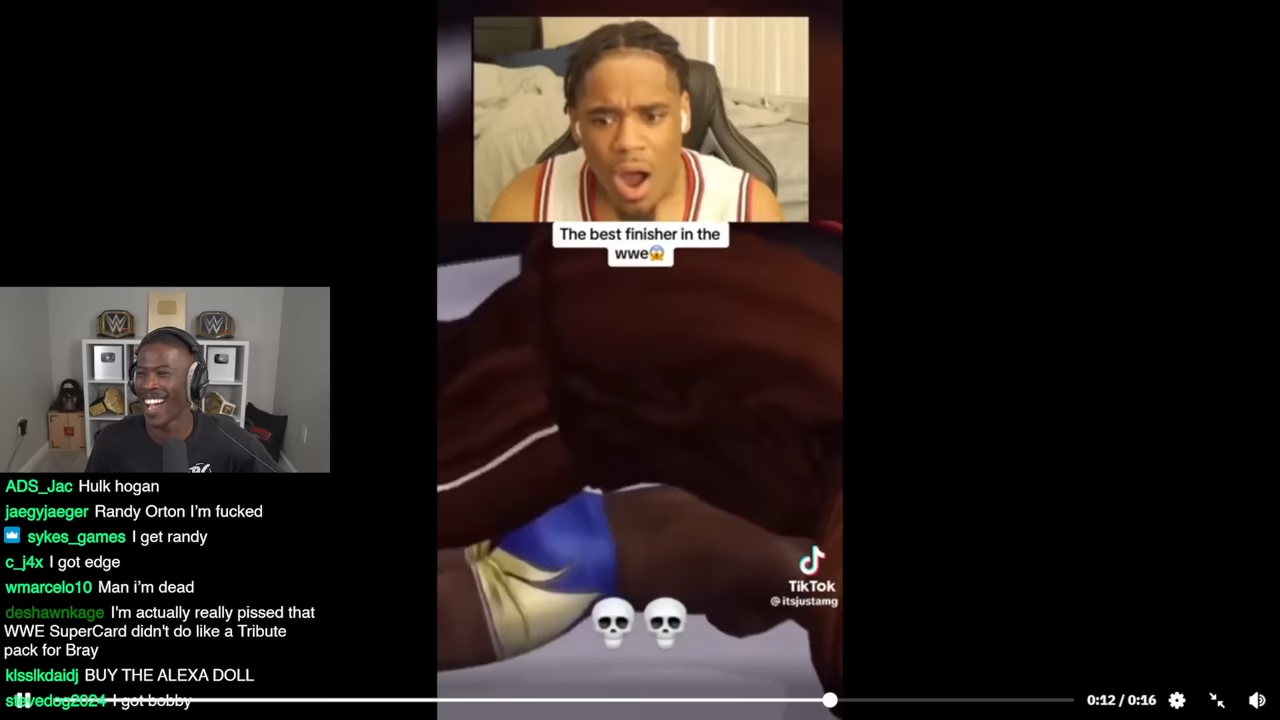 The best finisher in the
wwe😱
TikTok
@itsjustamg
💀💀
ADS_Jac Hulk hogan
jaegyjaeger Randy Orton I'm fucked
sykes_games I get randy
c_j4x I got edge
wmarcelo10 Man i'm dead
deshawnkage I'm actually really pissed that
WWE SuperCard didn't do like a Tribute
pack for Bray
klsslkdaidj BUY THE ALEXA DOLL
stevedog2024 I got bobby
0:12 / 0:16